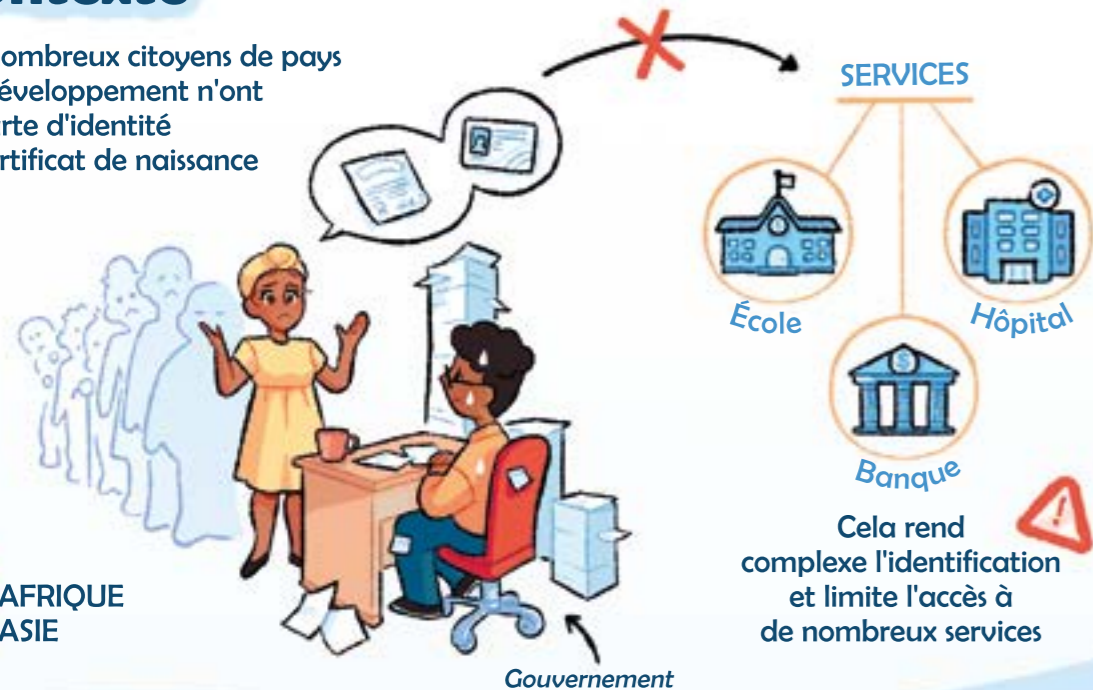 ontexte
ombreux citoyens de pays
éveloppement n'ont
rte d'identité
rtificat de naissance
SERVICES
École
Hôpital
Banque
Cela rend
complexe l'identification
et limite l'accès à
de nombreux services
AFRIQUE
ASIE
Gouvernement